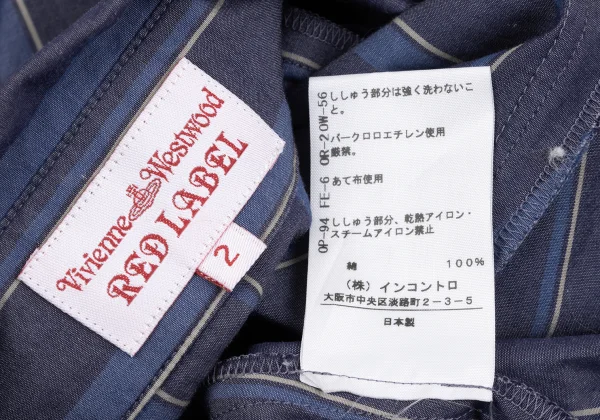 Vivienne Westwood
RED LABEL
2
OP-94 FE-6 OR-20W-56
ししゅう部分は強く洗わないこ
と。
パークロロエチレン使用
厳禁。
あて布使用
ししゅう部分、乾熱アイロン・
スチームアイロン禁止
綿 100%
(株)インコントロ
大阪市中央区淡路町2-3-5
日本製